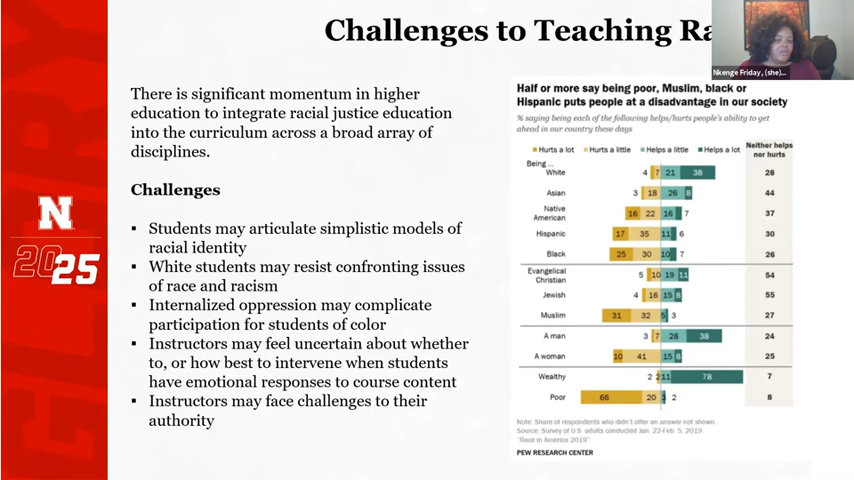 Challenges to Teaching Ra
Nkenge Friday, (she)...
There is significant momentum in higher
education to integrate racial justice education
into the curriculum across a broad array of
disciplines.
Challenges
▪ Students may articulate simplistic models of
racial identity
▪ White students may resist confronting issues
of race and racism
▪ Internalized oppression may complicate
participation for students of color
▪ Instructors may feel uncertain about whether
to, or how best to intervene when students
have emotional responses to course content
▪ Instructors may face challenges to their
authority
GLORY
N
2025
Half or more say being poor, Muslim, black or
Hispanic puts people at a disadvantage in our society
% saying being each of the following helps/hurts people's ability to get
ahead in our country these days
Hurts a lot Hurts a little Helps a little Helps a lot Neither helps
nor hurts
Being ...
White 4 7 21 38 28
Asian 3 18 26 8 44
Native
American 16 22 16 7 37
Hispanic 17 35 11 6 30
Black 25 30 10 7 26
Evangelical
Christian 5 10 19 11 54
Jewish 4 16 15 8 55
Muslim 31 32 5 3
A man 3 7 28 38 24
A woman 10 41 15 8 25
Wealthy 2 2 11 78 7
Poor 66 20 3 2 8
Note: Share of respondents who didn't offer an answer not shown.
Source: Survey of U.S. adults conducted Jan. 22-Feb. 5, 2019.
"Race in America 2019"
PEW RESEARCH CENTER